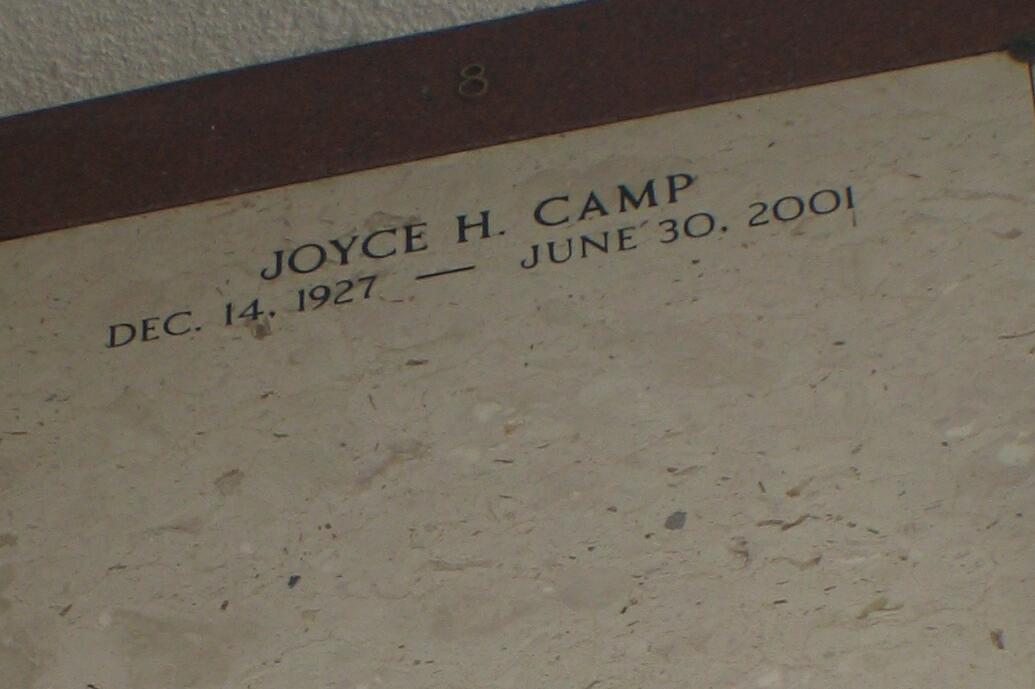 8
JOYCE H. CAMP
DEC. 14, 1927 — JUNE 30, 2001